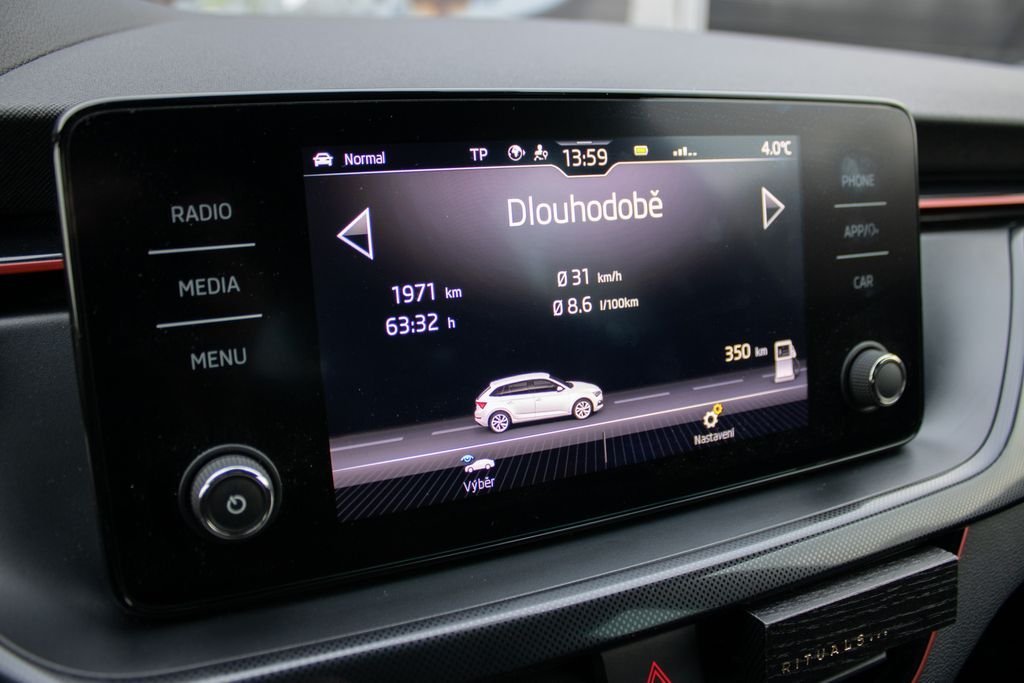 Normal TP 13:59 4.0°C
Dlouhodobě
1971 km Ø 31 km/h
63:32 h Ø 8.6 l/100km
350 km
Výběr Nastavení
RADIO
MEDIA
MENU
PHONE
APP/
CAR
RITUALS...